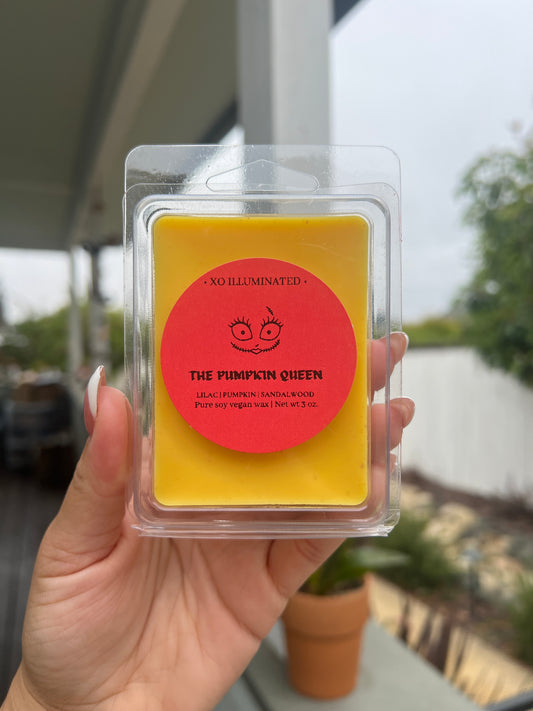 · XO ILLUMINATED ·
THE PUMPKIN QUEEN
LILAC | PUMPKIN | SANDALWOOD
Pure soy vegan wax | Net wt 3 oz.